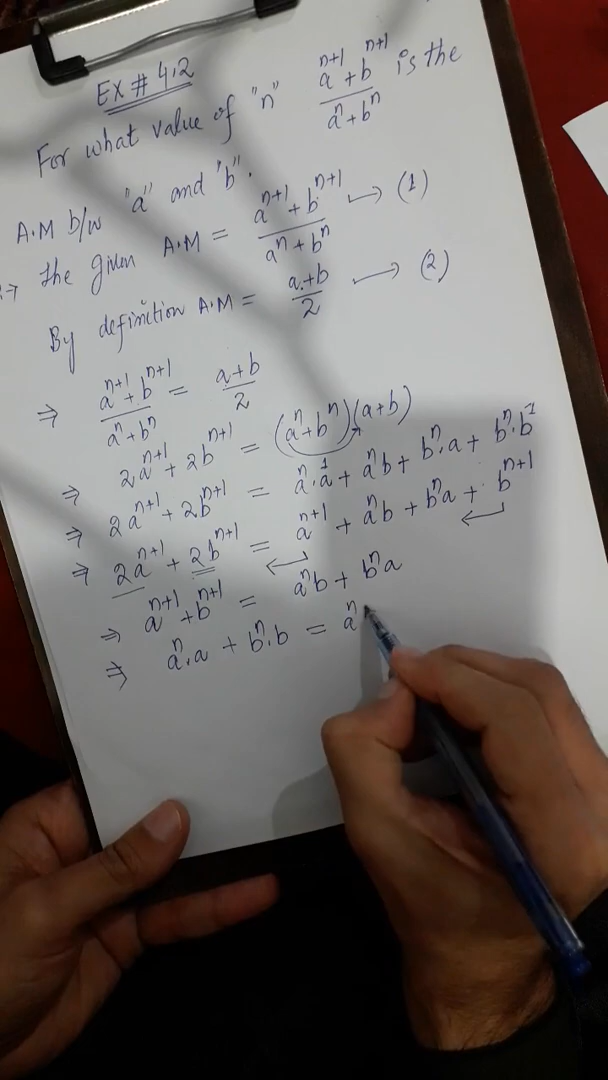 EX # 4.2
For what value of "n" (a^{n+1} + b^{n+1})/(a^n + b^n) is the
A.M b/w "a" and "b".
the given A.M = (a^{n+1} + b^{n+1})/(a^n + b^n) → (1)
By definition A.M = (a+b)/2 → (2)
⇒ (a^{n+1} + b^{n+1})/(a^n + b^n) = (a+b)/2
⇒ 2a^{n+1} + 2b^{n+1} = (a^n + b^n)(a+b)
⇒ 2a^{n+1} + 2b^{n+1} = a^n.a^1 + a^n b + b^n.a + b^n.b^1
⇒ 2a^{n+1} + 2b^{n+1} = a^{n+1} + a^n b + b^n a + b^{n+1}
⇒ a^{n+1} + b^{n+1} = a^n b + b^n a
⇒ a^n.a + b^n.b = a^n